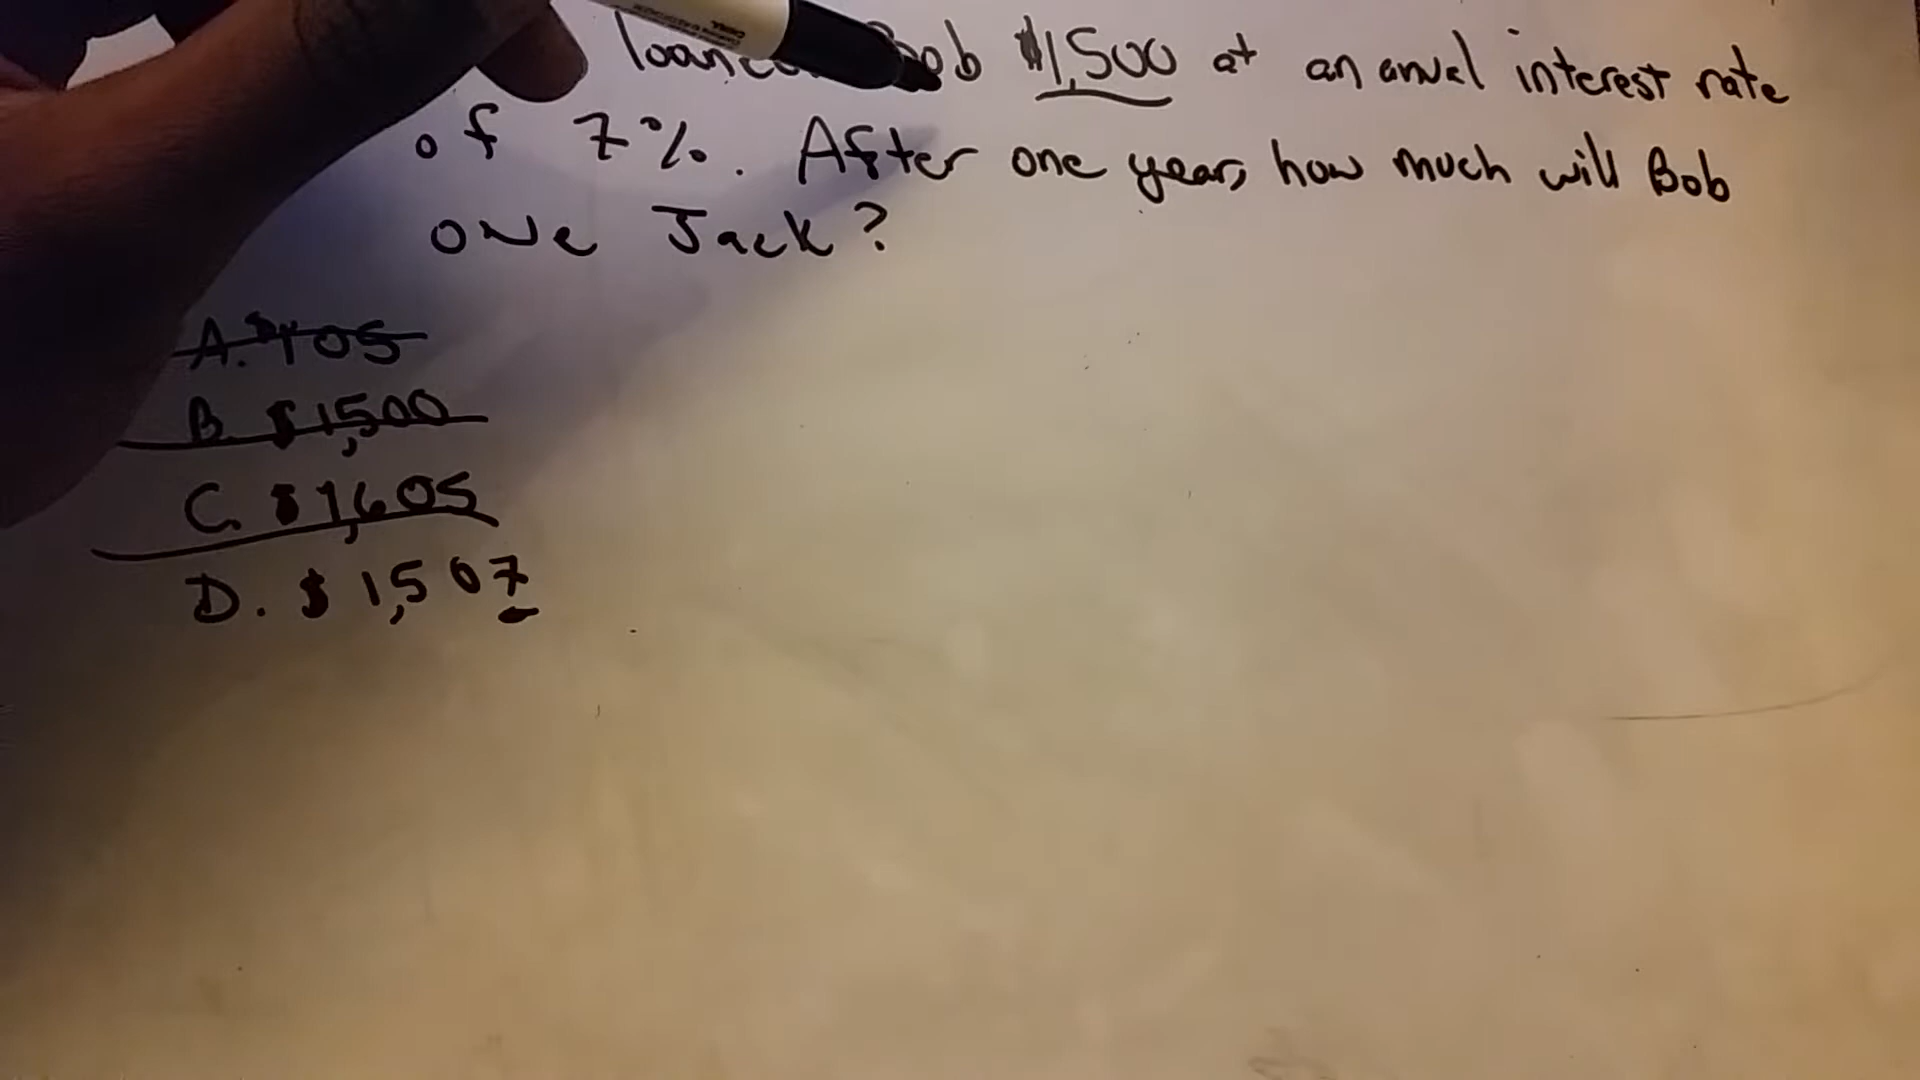 loaned Bob $1,500 at an anual interest rate
of 7%. After one year, how much will Bob
owe Jack?
A. $105
B. $1,500
C. $1,605
D. $1,507